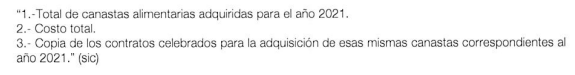 “1.-Total de canastas alimentarias adquiridas para el año 2021.
2.- Costo total.
3.- Copia de los contratos celebrados para la adquisición de esas mismas canastas correspondientes al
año 2021.” (sic)